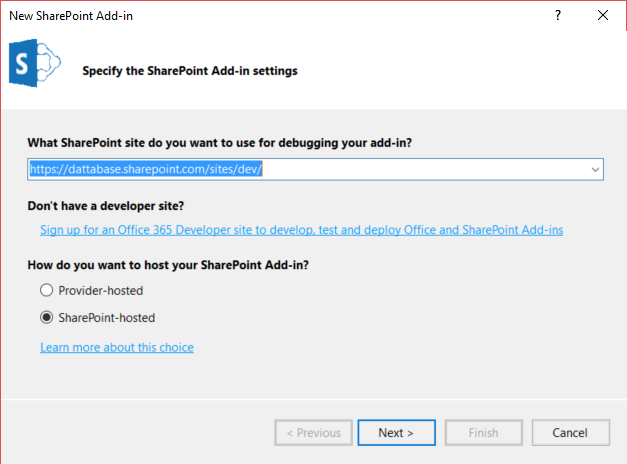 New SharePoint Add-in
?
S
Specify the SharePoint Add-in settings
What SharePoint site do you want to use for debugging your add-in?
https://dattabase.sharepoint.com/sites/dev/
Don't have a developer site?
Sign up for an Office 365 Developer site to develop, test and deploy Office and SharePoint Add-ins
How do you want to host your SharePoint Add-in?
Provider-hosted
SharePoint-hosted
Learn more about this choice
< Previous Next > Finish Cancel